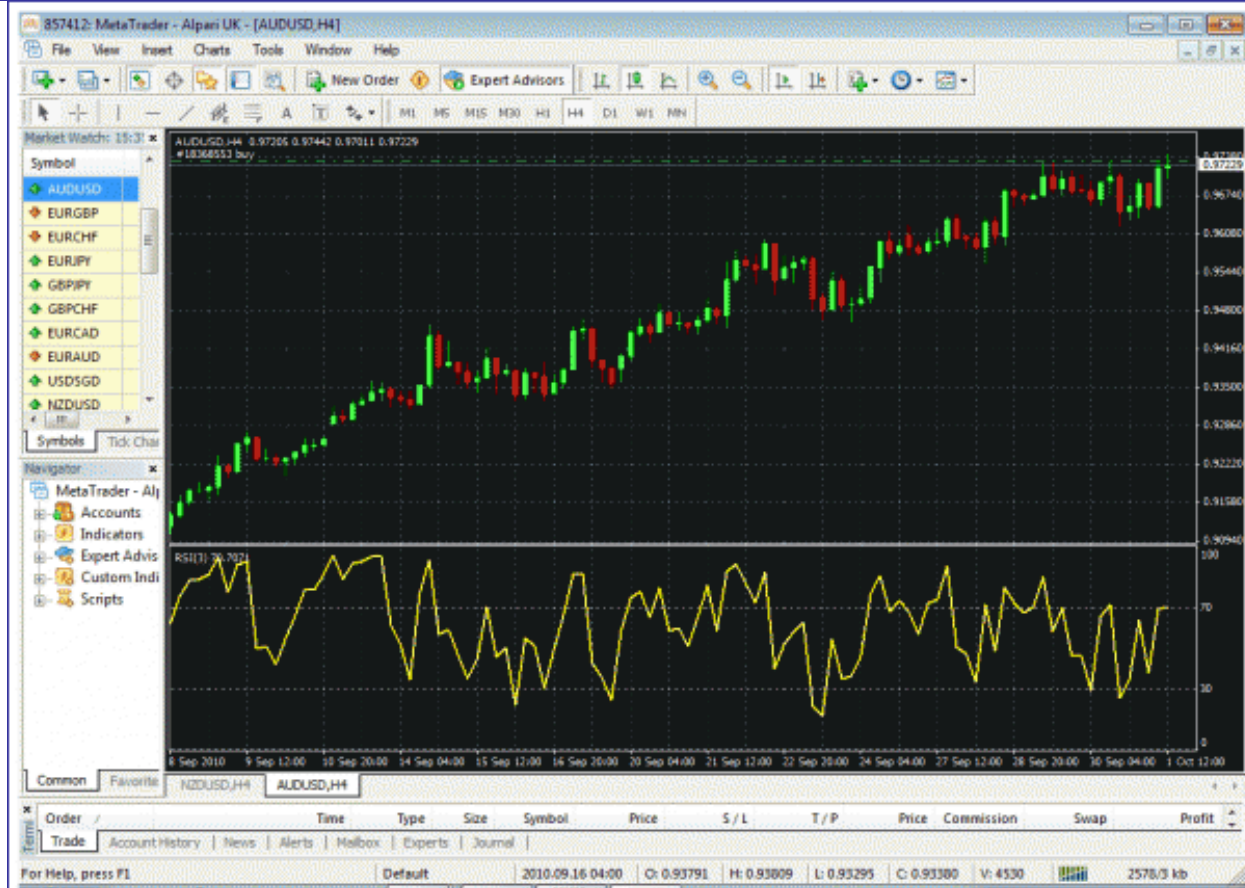 857412: MetaTrader - Alpari UK - [AUDUSD,H4]
File View Insert Charts Tools Window Help
New Order Expert Advisors
A T M1 M5 M15 M30 H1 H4 D1 W1 MN
Market Watch: 15:3
Symbol
AUDUSD
EURGBP
EURCHF
EURJPY
GBPJPY
GBPCHF
EURCAD
EURAUD
USDSGD
NZDUSD
Symbols Tick Cha
Navigator
MetaTrader - Alp
Accounts
Indicators
Expert Advis
Custom Indi
Scripts
Common Favorite
AUDUSD,H4 0.97205 0.97442 0.97011 0.97229
#18368553 buy
0.97229
0.96740
0.96080
0.95440
0.94800
0.94160
0.93500
0.92860
0.92220
0.91580
0.90940
RSI(3)
100
70
30
0
8 Sep 2010 9 Sep 12:00 10 Sep 20:00 14 Sep 04:00 15 Sep 12:00 16 Sep 20:00 20 Sep 04:00 21 Sep 12:00 22 Sep 20:00 24 Sep 04:00 27 Sep 12:00 28 Sep 20:00 30 Sep 04:00 1 Oct 12:00
NZDUSD,H4 AUDUSD,H4
Order / Time Type Size Symbol Price S / L T / P Price Commission Swap Profit
Trade Account History News Alerts Mailbox Experts Journal
Termi
For Help, press F1 Default 2010.09.16 04:00 O: 0.93791 H: 0.93809 L: 0.93295 C: 0.93380 V: 4530 2578/3 kb